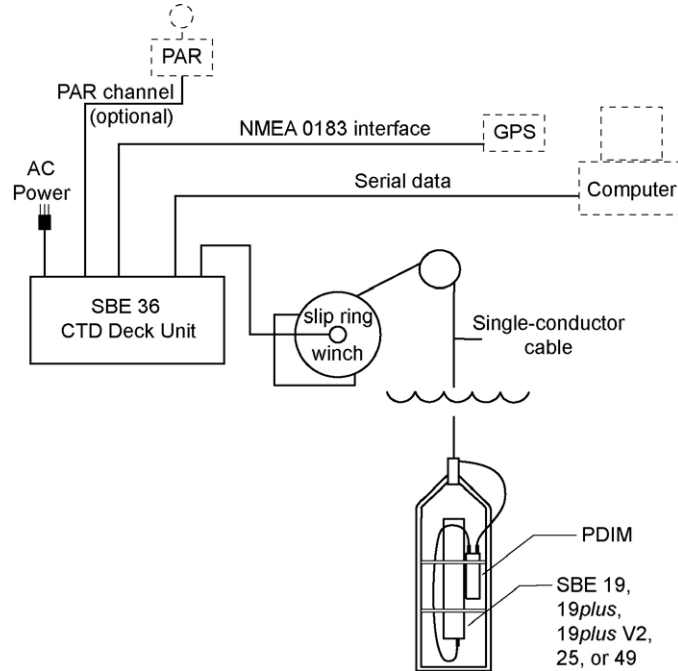 PAR
PAR channel
(optional)
NMEA 0183 interface
GPS
AC
Power
Serial data
Computer
SBE 36
CTD Deck Unit
slip ring
winch
Single-conductor
cable
PDIM
SBE 19,
19plus,
19plus V2,
25, or 49